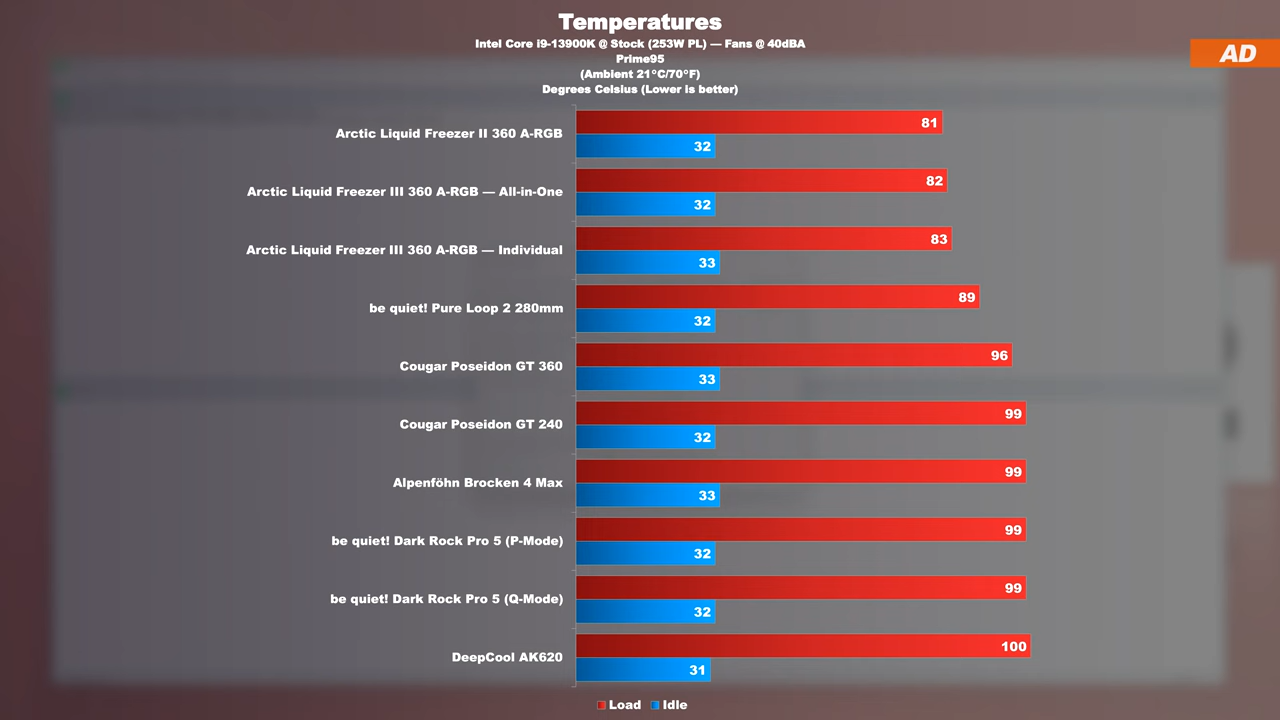 Temperatures
Intel Core i9-13900K @ Stock (253W PL) — Fans @ 40dBA
Prime95
(Ambient 21°C/70°F)
Degrees Celsius (Lower is better)
AD
Arctic Liquid Freezer II 360 A-RGB
81
32
Arctic Liquid Freezer III 360 A-RGB — All-in-One
82
32
Arctic Liquid Freezer III 360 A-RGB — Individual
83
33
be quiet! Pure Loop 2 280mm
89
32
Cougar Poseidon GT 360
96
33
Cougar Poseidon GT 240
99
32
Alpenföhn Brocken 4 Max
99
33
be quiet! Dark Rock Pro 5 (P-Mode)
99
32
be quiet! Dark Rock Pro 5 (Q-Mode)
99
32
DeepCool AK620
100
31
Load Idle